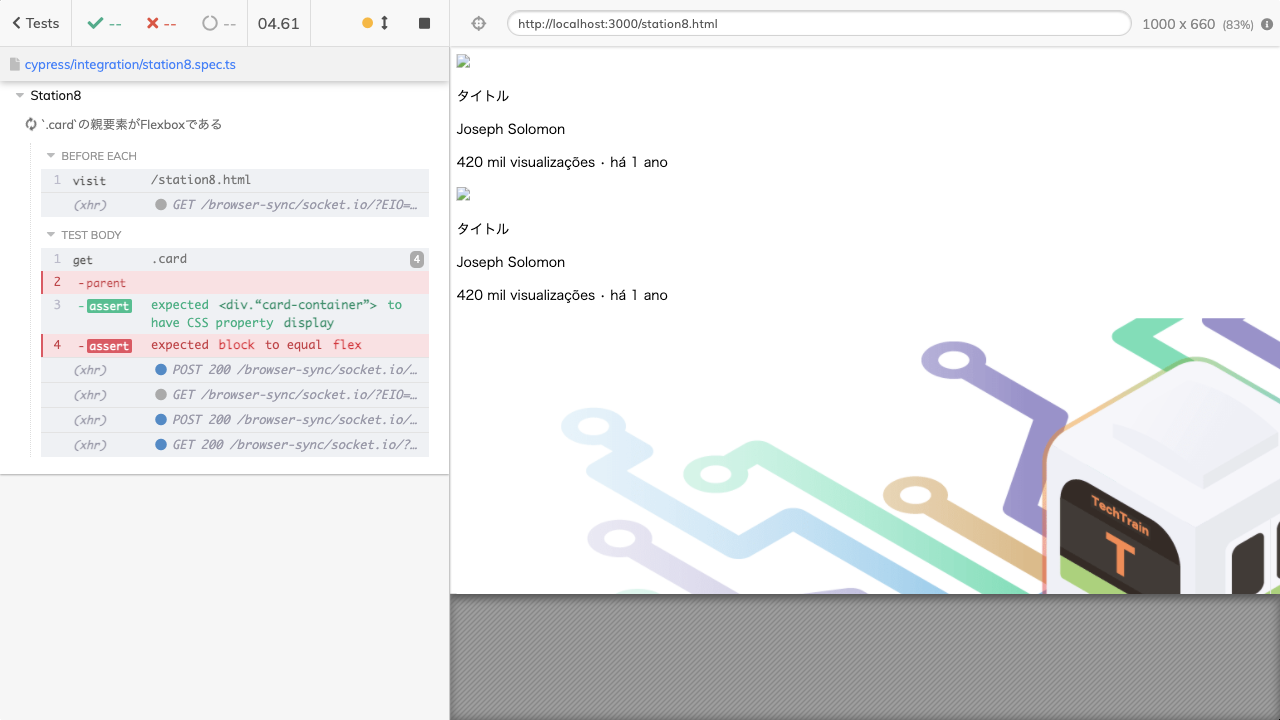 Tests
--
--
--
04.61
http://localhost:3000/station8.html
1000 x 660 (83%)
cypress/integration/station8.spec.ts
Station8
`.card`の親要素がFlexboxである
BEFORE EACH
1 visit /station8.html
(xhr) GET /browser-sync/socket.io/?EIO=…
TEST BODY
1 get .card 4
2 -parent
3 -assert expected <div.“card-container”> to
have CSS property display
4 -assert expected block to equal flex
(xhr) POST 200 /browser-sync/socket.io/…
(xhr) GET /browser-sync/socket.io/?EIO=…
(xhr) POST 200 /browser-sync/socket.io/…
(xhr) GET 200 /browser-sync/socket.io/?…
タイトル
Joseph Solomon
420 mil visualizações・há 1 ano
タイトル
Joseph Solomon
420 mil visualizações・há 1 ano
TechTrain
T